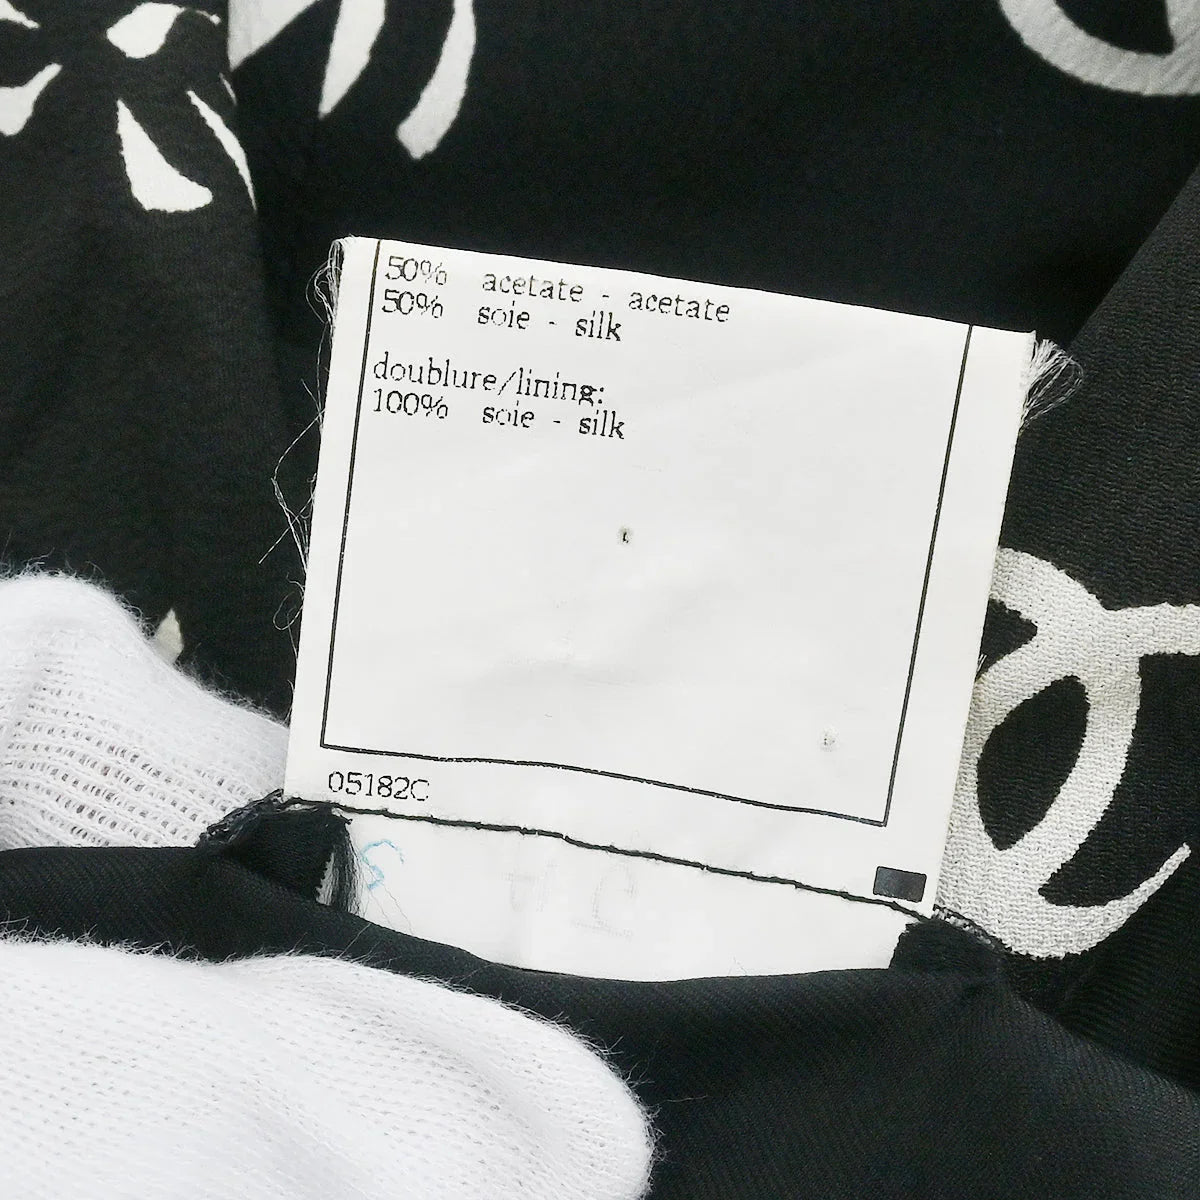 50% acetate - acetate
50% soie - silk
doublure/lining:
100% soie - silk
05182C